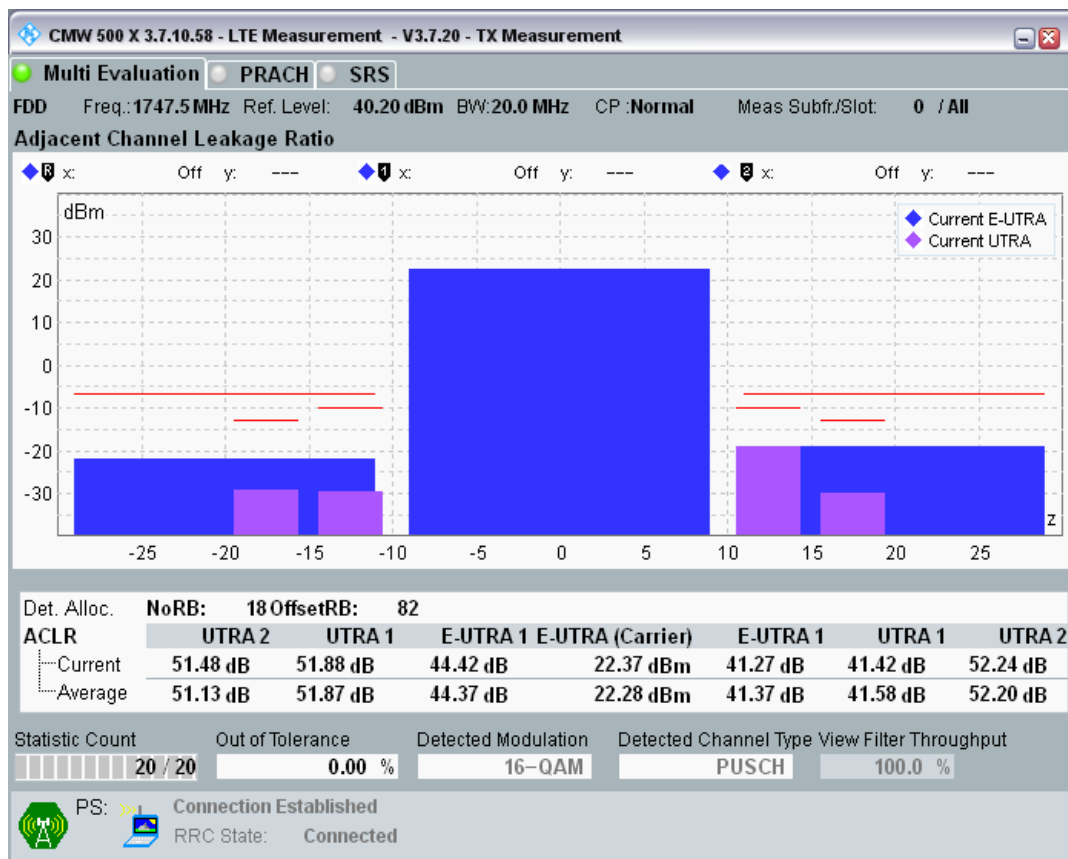 CMW 500 X 3.7.10.58 - LTE Measurement - V3.7.20 - TX Measurement
Multi Evaluation PRACH SRS
FDD Freq.:1747.5 MHz Ref. Level: 40.20 dBm BW:20.0 MHz CP :Normal Meas Subfr./Slot: 0 / All
Adjacent Channel Leakage Ratio
R x: Off y: --- 1 x: Off y: --- 2 x: Off y: ---
dBm
Current E-UTRA
Current UTRA
30
20
10
0
-10
-20
-30
z
-25 -20 -15 -10 -5 0 5 10 15 20 25
Det. Alloc. NoRB: 18 OffsetRB: 82
ACLR UTRA 2 UTRA 1 E-UTRA 1 E-UTRA (Carrier) E-UTRA 1 UTRA 1 UTRA 2
Current 51.48 dB 51.88 dB 44.42 dB 22.37 dBm 41.27 dB 41.42 dB 52.24 dB
Average 51.13 dB 51.87 dB 44.37 dB 22.28 dBm 41.37 dB 41.58 dB 52.20 dB
Statistic Count Out of Tolerance Detected Modulation Detected Channel Type View Filter Throughput
20 / 20 0.00 % 16-QAM PUSCH 100.0 %
PS: Connection Established
RRC State: Connected